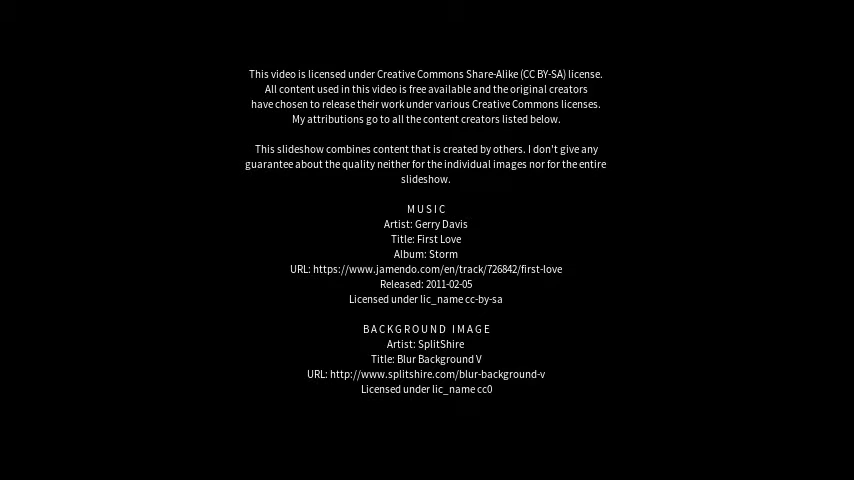 This video is licensed under Creative Commons Share-Alike (CC BY-SA) license.
All content used in this video is free available and the original creators
have chosen to release their work under various Creative Commons licenses.
My attributions go to all the content creators listed below.
This slideshow combines content that is created by others. I don't give any
guarantee about the quality neither for the individual images nor for the entire
slideshow.
MUSIC
Artist: Gerry Davis
Title: First Love
Album: Storm
URL: https://www.jamendo.com/en/track/726842/first-love
Released: 2011-02-05
Licensed under lic_name cc-by-sa
BACKGROUND IMAGE
Artist: SplitShire
Title: Blur Background V
URL: http://www.splitshire.com/blur-background-v
Licensed under lic_name cc0